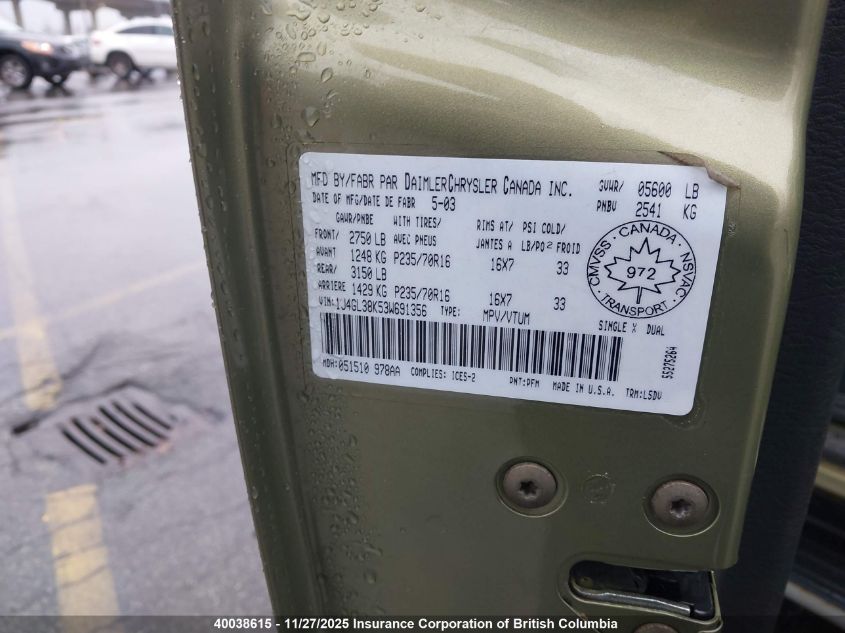 MFD BY/FABR PAR DAIMLERCHRYSLER CANADA INC.
DATE OF MFG/DATE DE FABR 5-03
GVWR/ 05600 LB
PNBV 2541 KG
GAWR/PNBE WITH TIRES/ RIMS AT/ PSI COLD/
FRONT/ 2750 LB AVEC PNEUS JANTES A LB/PO² FROID
AVANT 1248 KG P235/70R16 16X7 33
REAR/ 3150 LB
ARRIERE 1429 KG P235/70R16 16X7 33
CMVSS · CANADA · NSVAC
972
TRANSPORT
VIN:1J4GL38K53W691356 TYPE: MPV/VTUM SINGLE X DUAL
55275264
MDH:051510 978AA COMPLIES: ICES-2 PNT:PFM MADE IN U.S.A. TRM:L5DV
40038615 - 11/27/2025 Insurance Corporation of British Columbia